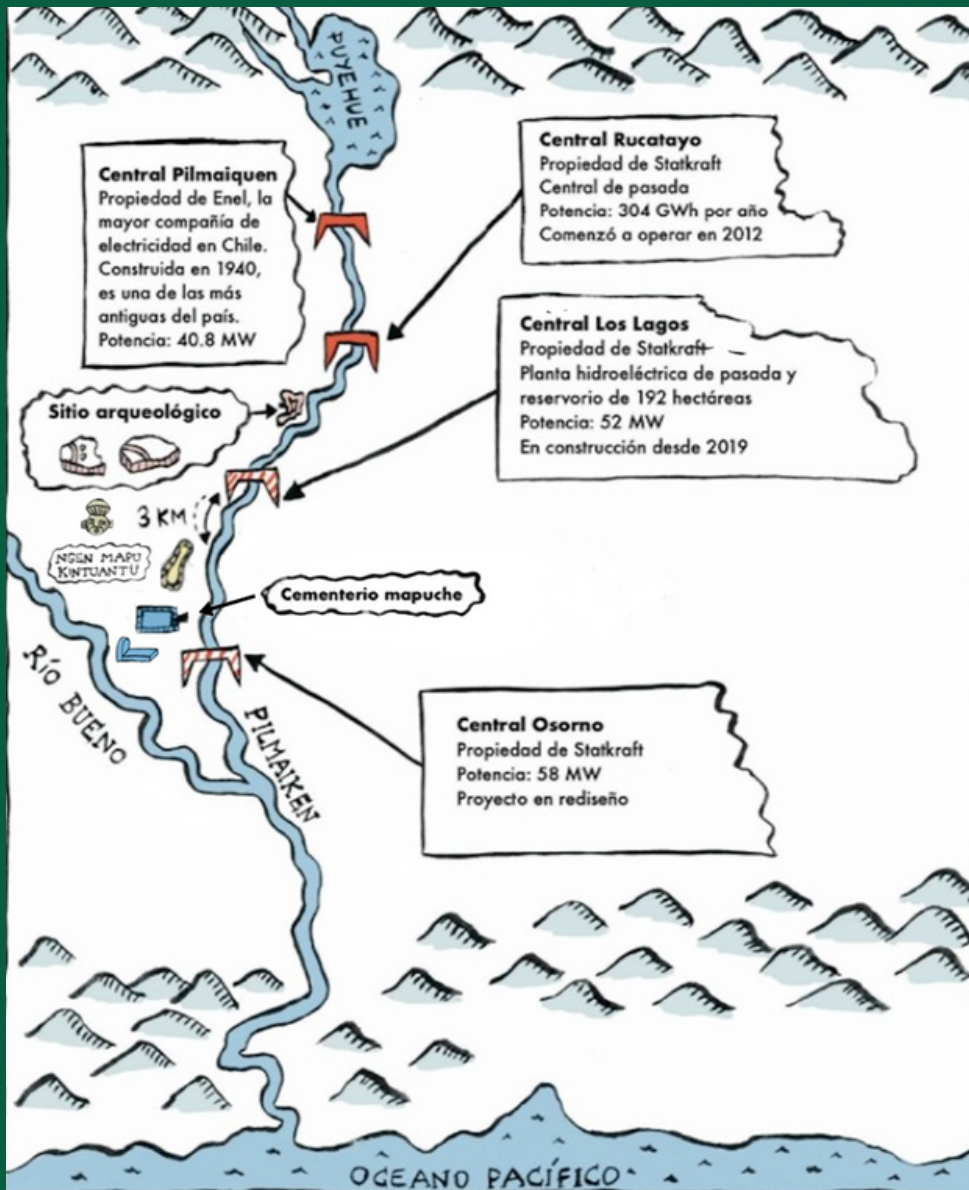 PUYEHUE
Central Pilmaiquen
Propiedad de Enel, la
mayor compañía de
electricidad en Chile.
Construida en 1940,
es una de las más
antiguas del país.
Potencia: 40.8 MW
Central Rucatayo
Propiedad de Statkraft
Central de pasada
Potencia: 304 GWh por año
Comenzó a operar en 2012
Central Los Lagos
Propiedad de Statkraft
Planta hidroeléctrica de pasada y
reservorio de 192 hectáreas
Potencia: 52 MW
En construcción desde 2019
Sitio arqueológico
3 KM
NGEN MAPU
KINTUANTÜ
Cementerio mapuche
RÍO BUENO
PILMAIKEN
Central Osorno
Propiedad de Statkraft
Potencia: 58 MW
Proyecto en rediseño
OCEANO PACÍFICO